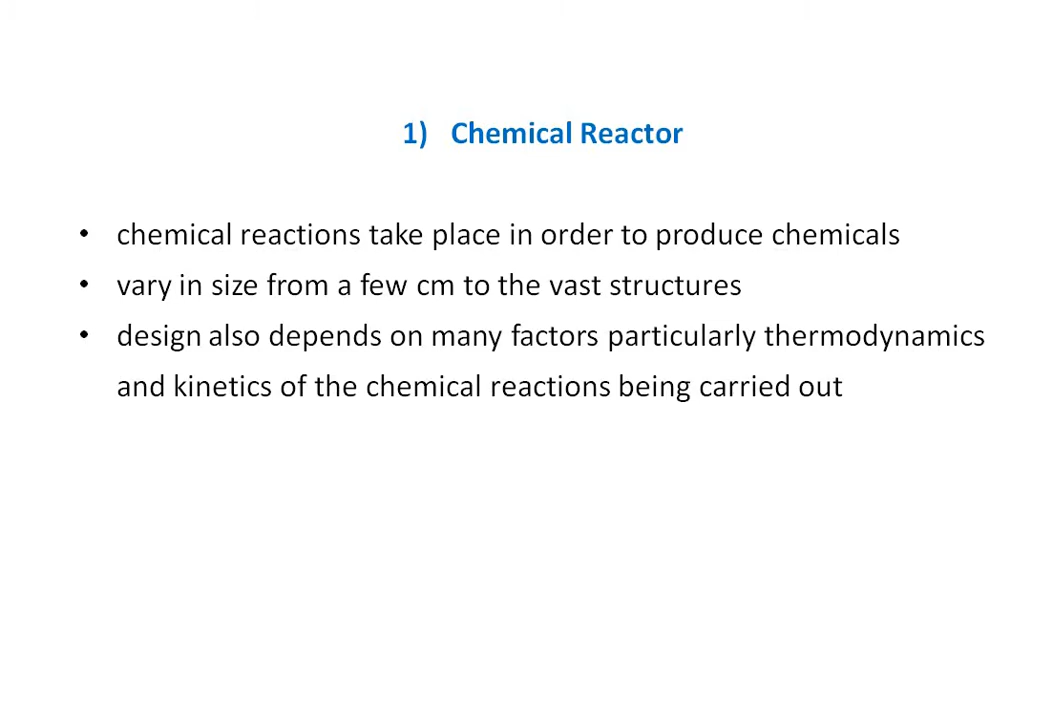 1) Chemical Reactor
• chemical reactions take place in order to produce chemicals
• vary in size from a few cm to the vast structures
• design also depends on many factors particularly thermodynamics
and kinetics of the chemical reactions being carried out